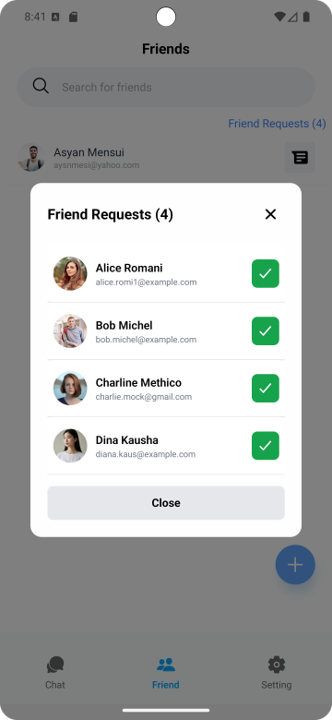 8:41
Friends
Search for friends
Friend Requests (4)
Asyan Mensui
aysnmesi@yahoo.com
Friend Requests (4)
Alice Romani
alice.romi1@example.com
Bob Michel
bob.michel@example.com
Charline Methico
charlie.mock@gmail.com
Dina Kausha
diana.kaus@example.com
Close
Chat
Friend
Setting